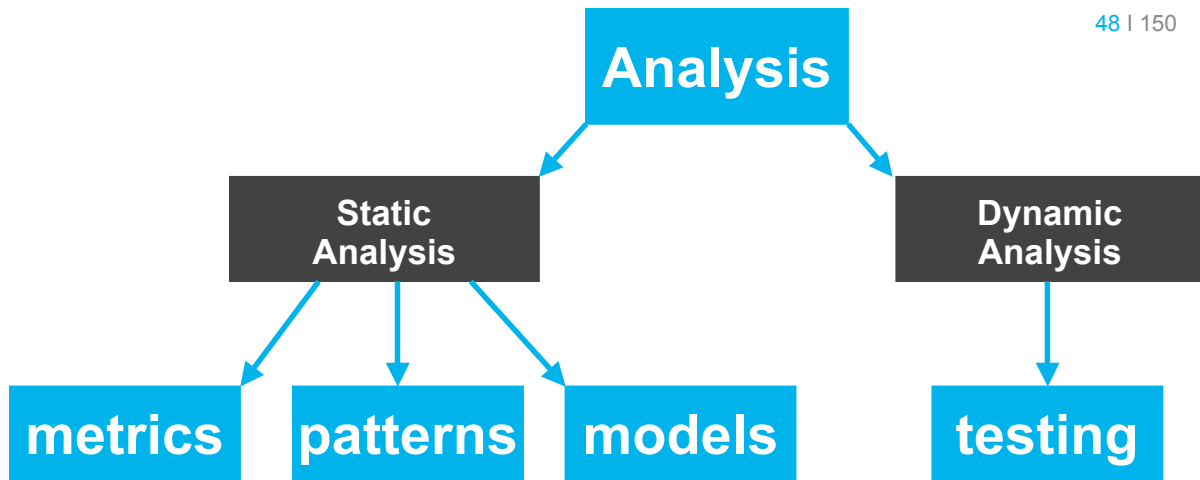 48 | 150
Analysis
Static
Analysis
Dynamic
Analysis
metrics
patterns
models
testing